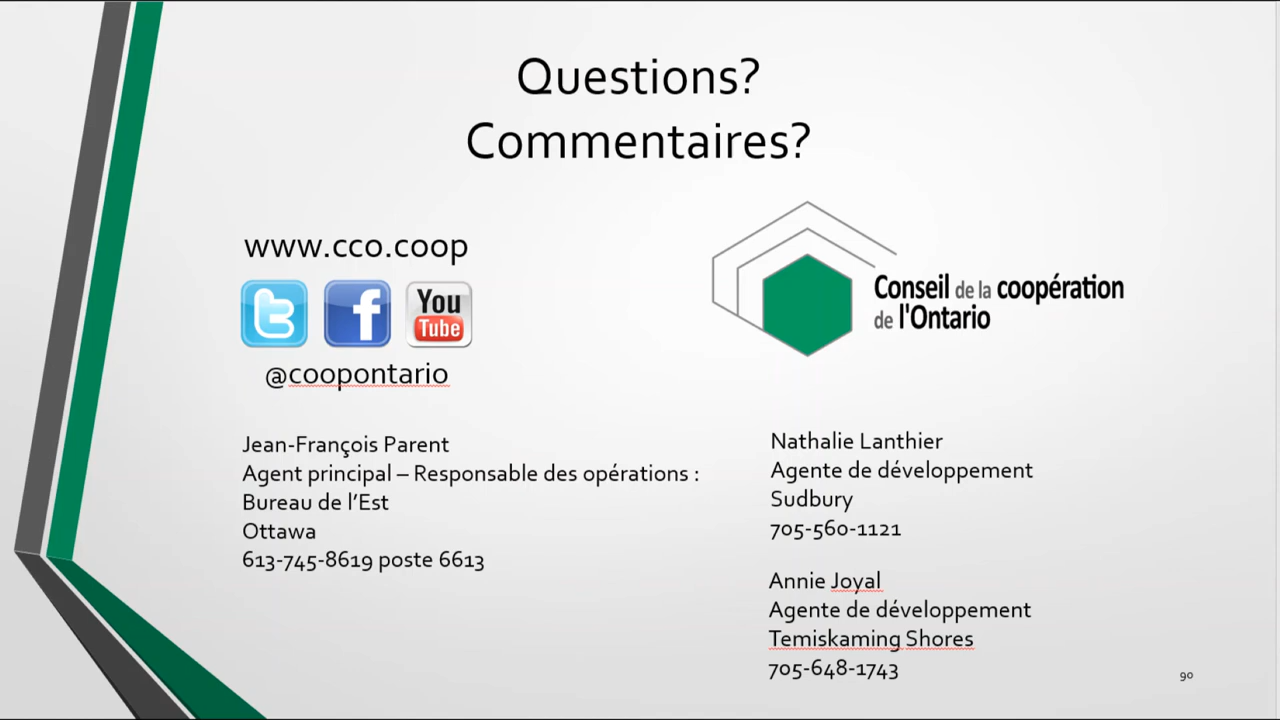 Questions?
Commentaires?
www.cco.coop
You
Tube
@coopontario
Conseil de la coopération
de l'Ontario
Jean-François Parent
Agent principal – Responsable des opérations :
Bureau de l’Est
Ottawa
613-745-8619 poste 6613
Nathalie Lanthier
Agente de développement
Sudbury
705-560-1121
Annie Joyal
Agente de développement
Temiskaming Shores
705-648-1743
90